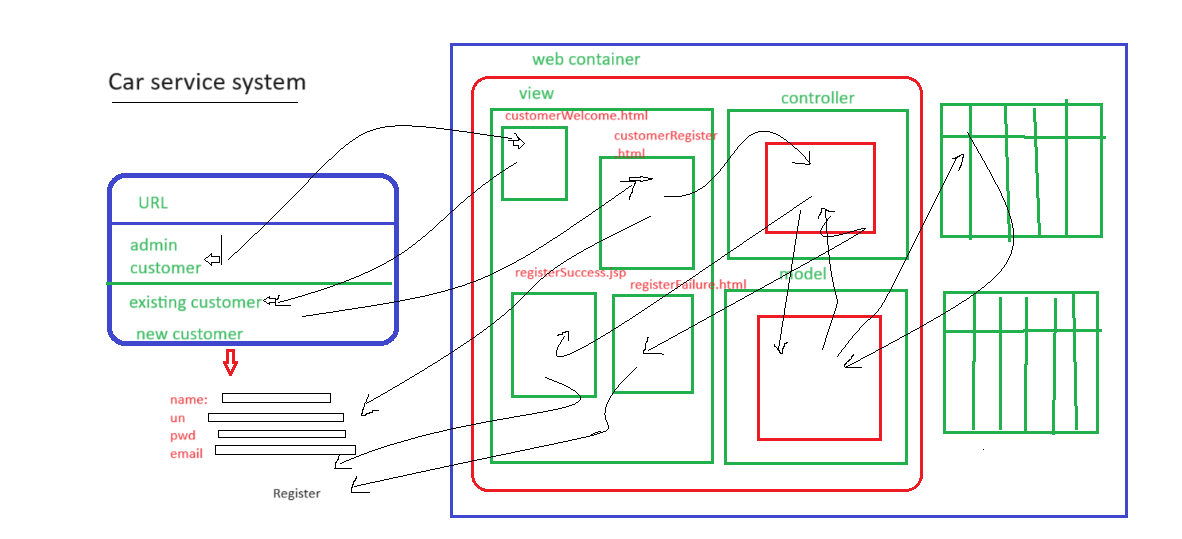 Car service system
URL
admin
customer
existing customer
new customer
name:
un
pwd
email
Register
web container
view
customerWelcome.html
customerRegister
.html
registerSuccess.jsp
registerFailure.html
controller
model